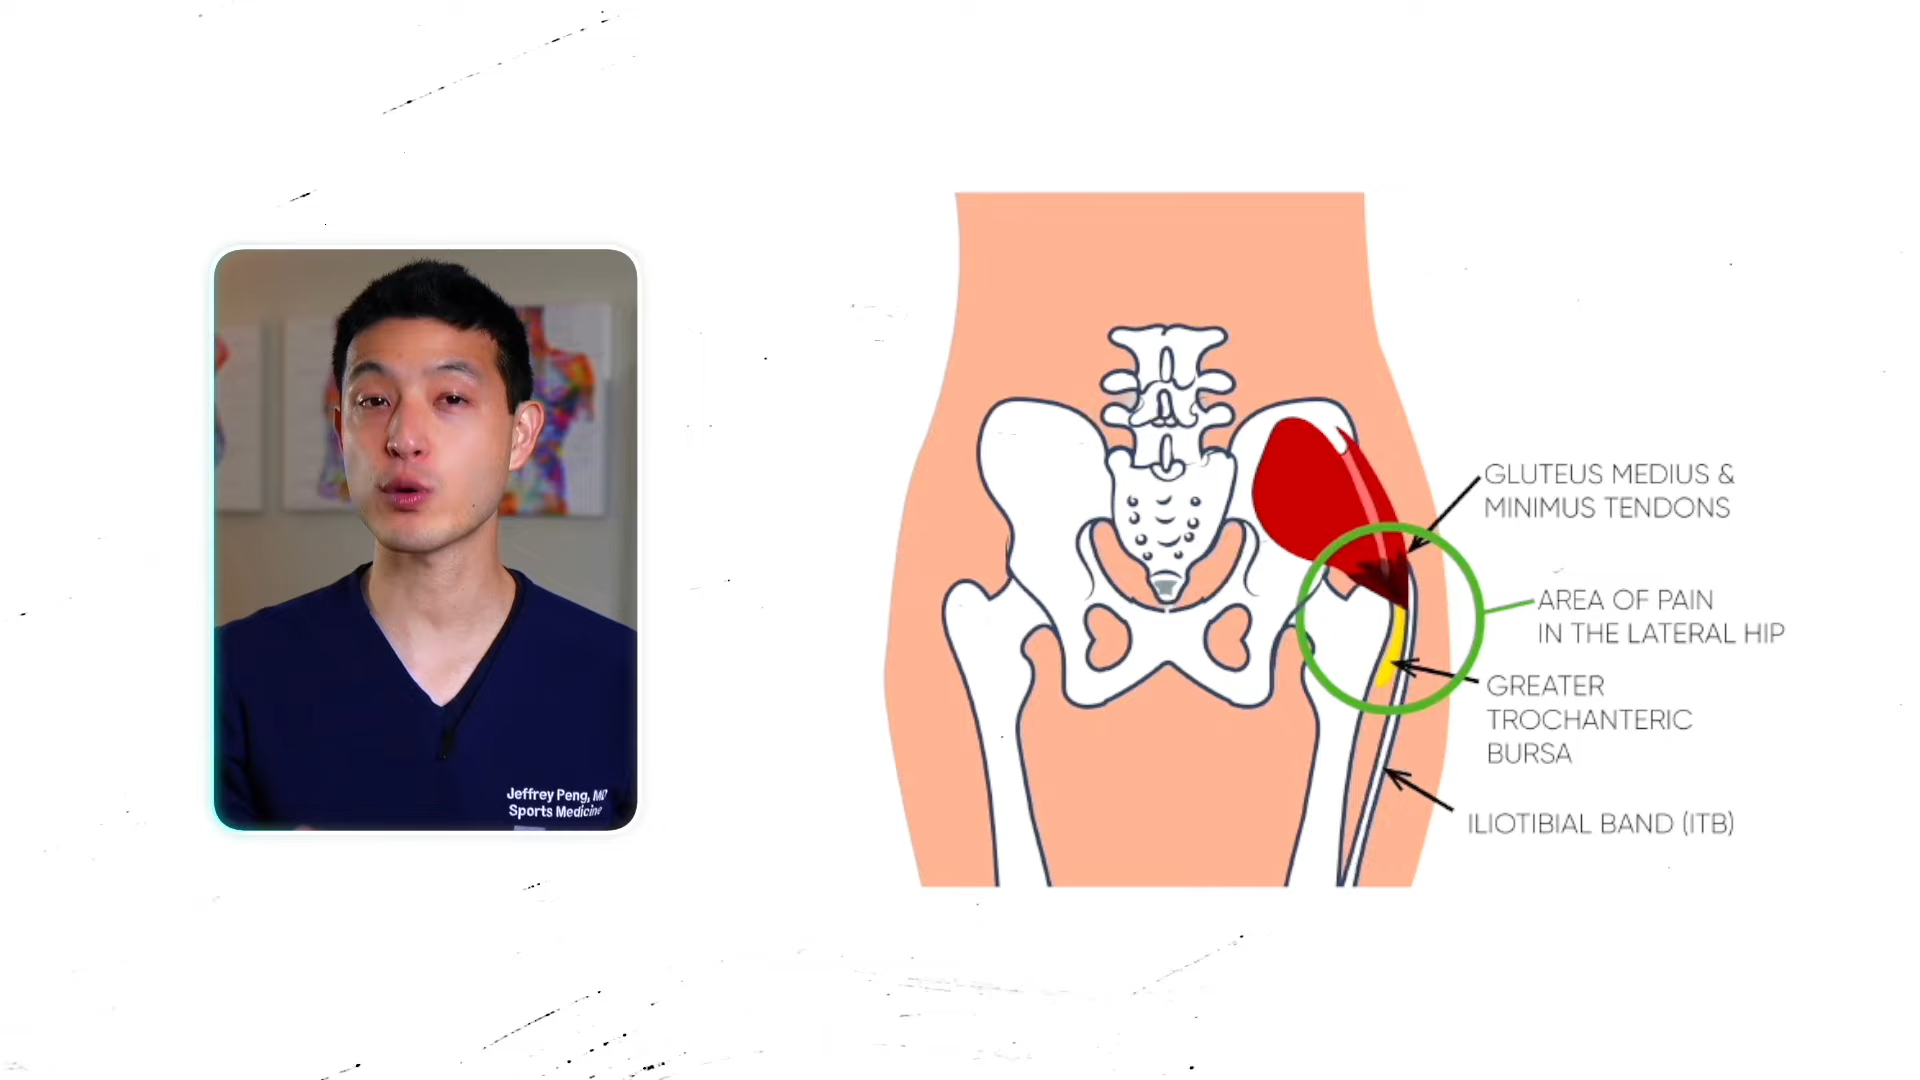 Jeffrey Peng, MD
Sports Medicine
GLUTEUS MEDIUS &
MINIMUS TENDONS
AREA OF PAIN
IN THE LATERAL HIP
GREATER
TROCHANTERIC
BURSA
ILIOTIBIAL BAND (ITB)